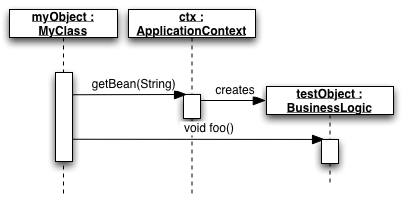 myObject :
MyClass
ctx :
ApplicationContext
getBean(String)
creates
testObject :
BusinessLogic
void foo()